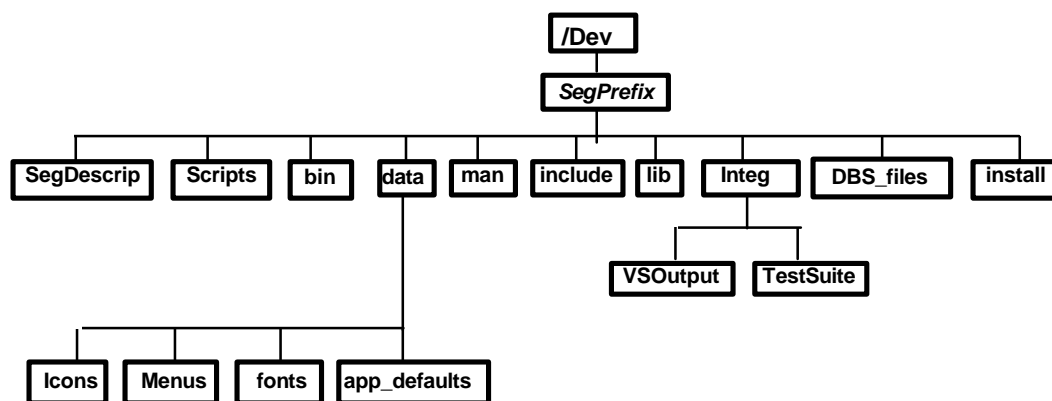 /Dev
SegPrefix
SegDescrip Scripts bin data man include lib Integ DBS_files install
VSOutput TestSuite
Icons Menus fonts app_defaults